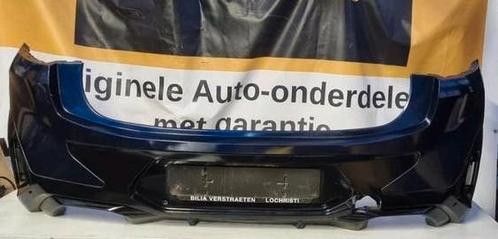 iginele Auto-onderdele
met garantie
BILIA VERSTRAETEN LOCHRISTI